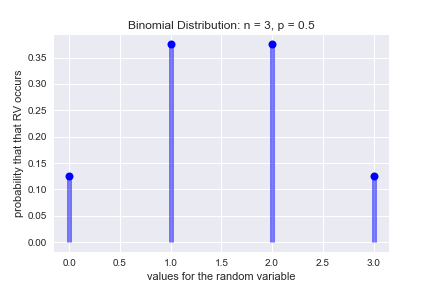 Binomial Distribution: n = 3, p = 0.5
probability that that RV occurs
0.35
0.30
0.25
0.20
0.15
0.10
0.05
0.00
0.0 0.5 1.0 1.5 2.0 2.5 3.0
values for the random variable